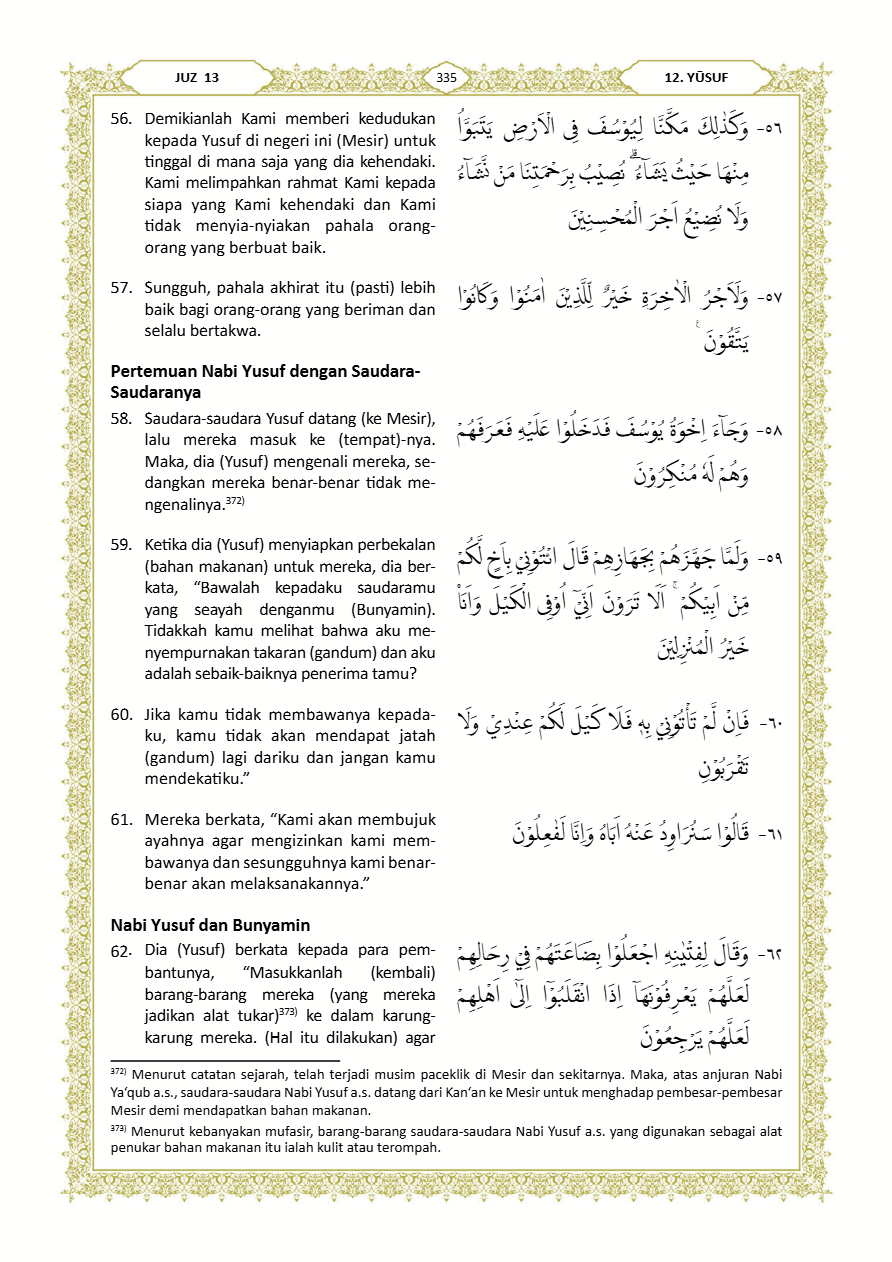 JUZ 13
335
12. YŪSUF
56. Demikianlah Kami memberi kedudukan
kepada Yusuf di negeri ini (Mesir) untuk
tinggal di mana saja yang dia kehendaki.
Kami melimpahkan rahmat Kami kepada
siapa yang Kami kehendaki dan Kami
tidak menyia-nyiakan pahala orang-
orang yang berbuat baik.
٥٦- وَكَذٰلِكَ مَكَّنَّا لِيُوْسُفَ فِى الْاَرْضِ يَتَبَوَّاُ
مِنْهَا حَيْثُ يَشَاۤءُۗ نُصِيْبُ بِرَحْمَتِنَا مَنْ نَّشَاۤءُ
وَلَا نُضِيْعُ اَجْرَ الْمُحْسِنِيْنَ
57. Sungguh, pahala akhirat itu (pasti) lebih
baik bagi orang-orang yang beriman dan
selalu bertakwa.
٥٧- وَلَاَجْرُ الْاٰخِرَةِ خَيْرٌ لِّلَّذِيْنَ اٰمَنُوْا وَكَانُوْا
يَتَّقُوْنَ ࣖ
Pertemuan Nabi Yusuf dengan Saudara-
Saudaranya
58. Saudara-saudara Yusuf datang (ke Mesir),
lalu mereka masuk ke (tempat)-nya.
Maka, dia (Yusuf) mengenali mereka, se-
dangkan mereka benar-benar tidak me-
ngenalinya.372)
٥٨- وَجَاۤءَ اِخْوَةُ يُوْسُفَ فَدَخَلُوْا عَلَيْهِ فَعَرَفَهُمْ
وَهُمْ لَهٗ مُنْكِرُوْنَ
59. Ketika dia (Yusuf) menyiapkan perbekalan
(bahan makanan) untuk mereka, dia ber-
kata, “Bawalah kepadaku saudaramu
yang seayah denganmu (Bunyamin).
Tidakkah kamu melihat bahwa aku me-
nyempurnakan takaran (gandum) dan aku
adalah sebaik-baiknya penerima tamu?
٥٩- وَلَمَّا جَهَّزَهُمْ بِجَهَازِهِمْ قَالَ ائْتُوْنِيْ بِاَخٍ لَّكُمْ
مِّنْ اَبِيْكُمْ ۚ اَلَا تَرَوْنَ اَنِّيْٓ اُوْفِى الْكَيْلَ وَاَنَا۠
خَيْرُ الْمُنْزِلِيْنَ
60. Jika kamu tidak membawanya kepada-
ku, kamu tidak akan mendapat jatah
(gandum) lagi dariku dan jangan kamu
mendekatiku.”
٦٠- فَاِنْ لَّمْ تَأْتُوْنِيْ بِهٖ فَلَا كَيْلَ لَكُمْ عِنْدِيْ وَلَا
تَقْرَبُوْنِ
61. Mereka berkata, “Kami akan membujuk
ayahnya agar mengizinkan kami mem-
bawanya dan sesungguhnya kami benar-
benar akan melaksanakannya.”
٦١- قَالُوْا سَنُرَاوِدُ عَنْهُ اَبَاهُ وَاِنَّا لَفٰعِلُوْنَ
Nabi Yusuf dan Bunyamin
62. Dia (Yusuf) berkata kepada para pem-
bantunya, “Masukkanlah (kembali)
barang-barang mereka (yang mereka
jadikan alat tukar)373) ke dalam karung-
karung mereka. (Hal itu dilakukan) agar
٦٢- وَقَالَ لِفِتْيٰنِهِ اجْعَلُوْا بِضَاعَتَهُمْ فِيْ رِحَالِهِمْ
لَعَلَّهُمْ يَعْرِفُوْنَهَآ اِذَا انْقَلَبُوْٓا اِلٰٓى اَهْلِهِمْ
لَعَلَّهُمْ يَرْجِعُوْنَ
372) Menurut catatan sejarah, telah terjadi musim paceklik di Mesir dan sekitarnya. Maka, atas anjuran Nabi
Ya‘qub a.s., saudara-saudara Nabi Yusuf a.s. datang dari Kan‘an ke Mesir untuk menghadap pembesar-pembesar
Mesir demi mendapatkan bahan makanan.
373) Menurut kebanyakan mufasir, barang-barang saudara-saudara Nabi Yusuf a.s. yang digunakan sebagai alat
penukar bahan makanan itu ialah kulit atau terompah.